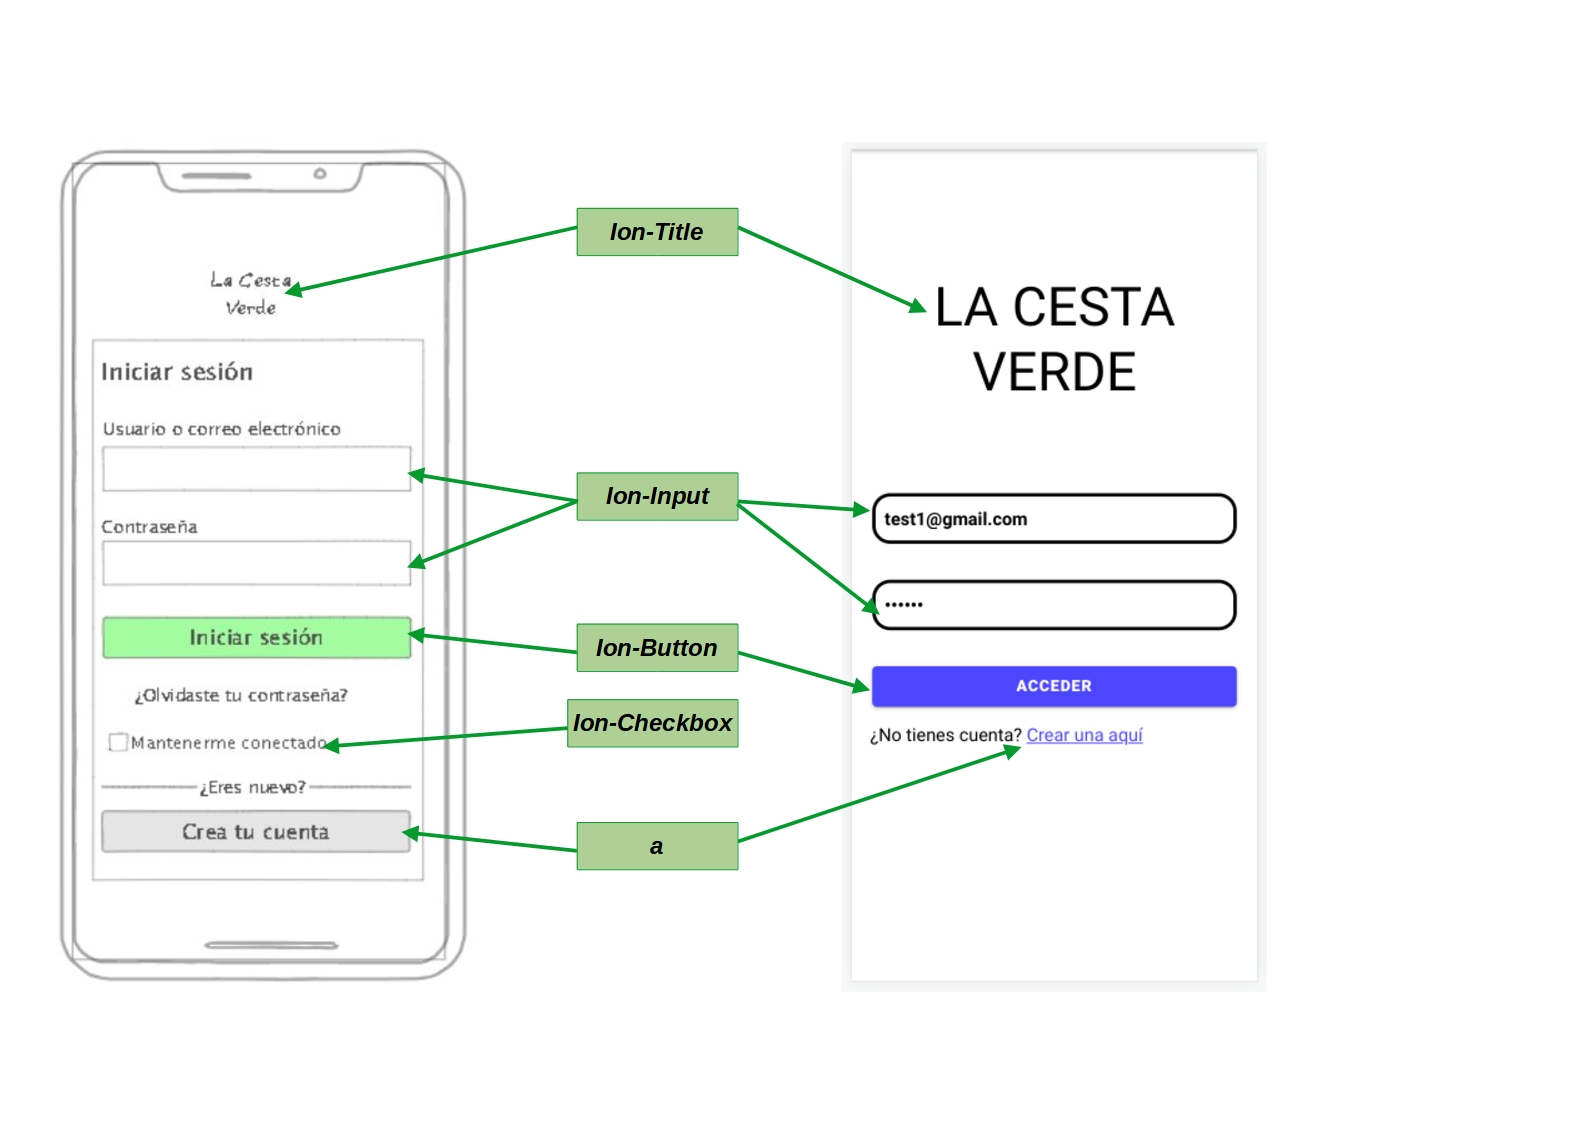 La Cesta
Verde
Iniciar sesión
Usuario o correo electrónico
Contraseña
Iniciar sesión
¿Olvidaste tu contraseña?
Mantenerme conectado
¿Eres nuevo?
Crea tu cuenta
Ion-Title
Ion-Input
Ion-Button
Ion-Checkbox
a
LA CESTA
VERDE
test1@gmail.com
••••••
ACCEDER
¿No tienes cuenta? Crear una aquí